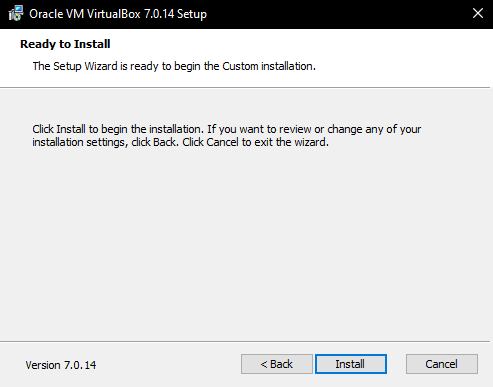 Oracle VM VirtualBox 7.0.14 Setup
Ready to Install
The Setup Wizard is ready to begin the Custom installation.
Click Install to begin the installation. If you want to review or change any of your
installation settings, click Back. Click Cancel to exit the wizard.
Version 7.0.14
< Back
Install
Cancel